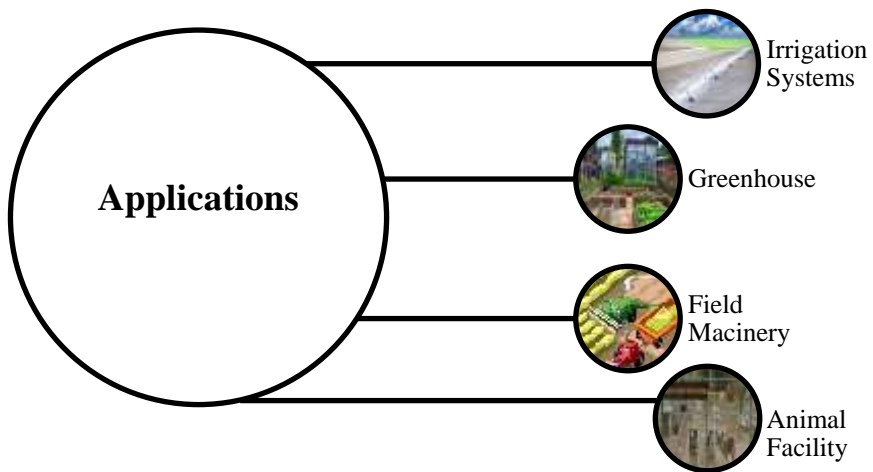 Applications
Irrigation
Systems
Greenhouse
Field
Macinery
Animal
Facility